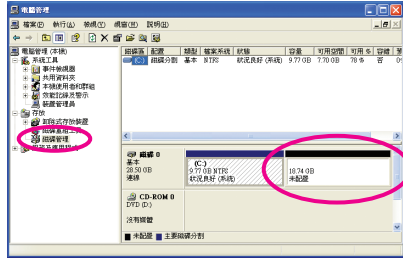 電腦管理
檔案(F) 執行(A) 檢視(V) 視窗(W) 說明(H)
電腦管理 (本機)
系統工具
事件檢視器
共用資料夾
本機使用者和群組
效能記錄及警示
裝置管理員
存放
卸除式存放裝置
磁碟重組工具
磁碟管理
服務及應用程式
磁碟區 配置 類型 檔案系統 狀態 容量 可用空間 可用 % 容錯
(C:) 磁碟分割 基本 NTFS 狀況良好 (系統) 9.77 GB 7.70 GB 78 % 否 0%
磁碟 0
基本
28.50 GB
連線
(C:)
9.77 GB NTFS
狀況良好 (系統)
18.74 GB
未配置
CD-ROM 0
DVD (D:)
沒有媒體
未配置 主要磁碟分割